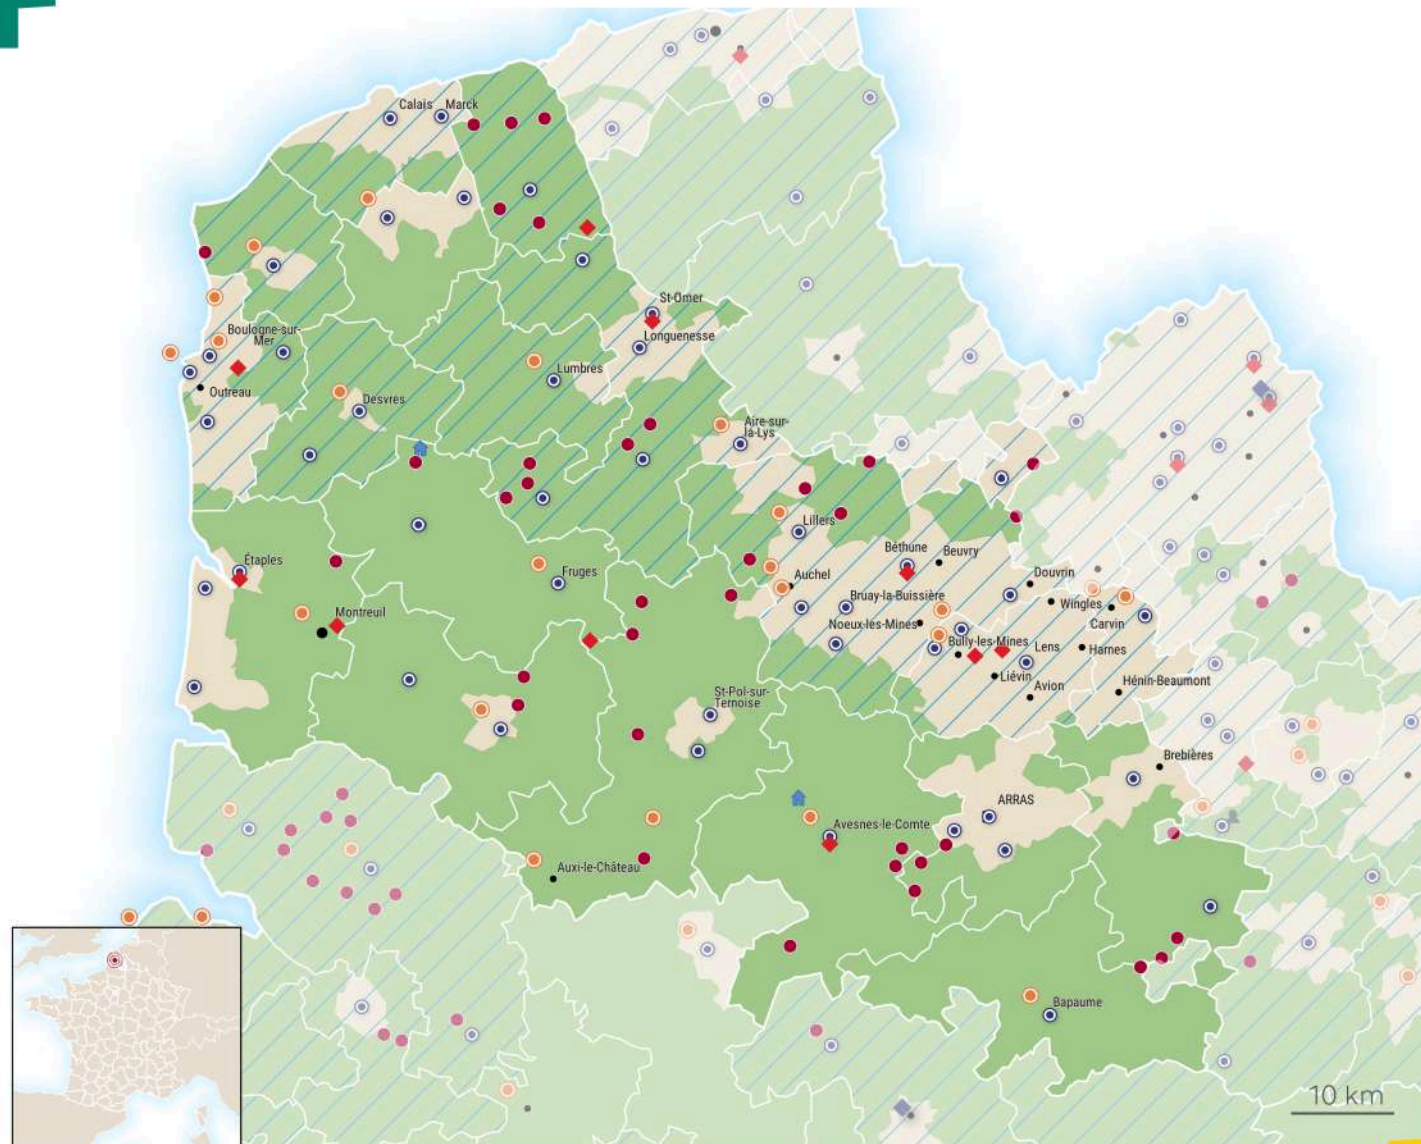 Calais
Marck
St-Omer
Longuenesse
Boulogne-sur-
Mer
Outreau
Lumbres
Desvres
Aire-sur-
la-Lys
Lillers
Étaples
Béthune
Beuvry
Fruges
Auchel
Douvrin
Bruay-la-Buissière
Wingles
Montreuil
Noeux-les-Mines
Carvin
Bully-les-Mines
Lens
Harnes
Liévin
Avion
Hénin-Beaumont
St-Pol-sur-
Ternoise
Brebières
ARRAS
Avesnes-le-Comte
Auxi-le-Château
Bapaume
10 km